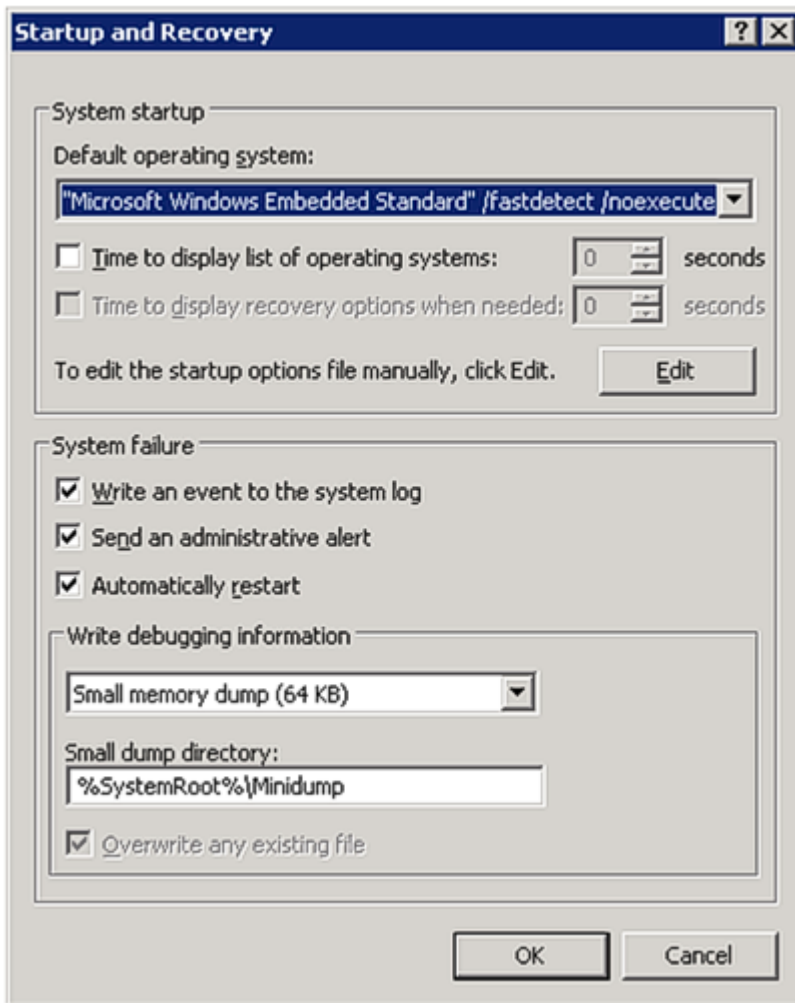 Startup and Recovery
System startup
Default operating system:
"Microsoft Windows Embedded Standard" /fastdetect /noexecute
Time to display list of operating systems: 0 seconds
Time to display recovery options when needed: 0 seconds
To edit the startup options file manually, click Edit. Edit
System failure
Write an event to the system log
Send an administrative alert
Automatically restart
Write debugging information
Small memory dump (64 KB)
Small dump directory:
%SystemRoot%\Minidump
Overwrite any existing file
OK Cancel